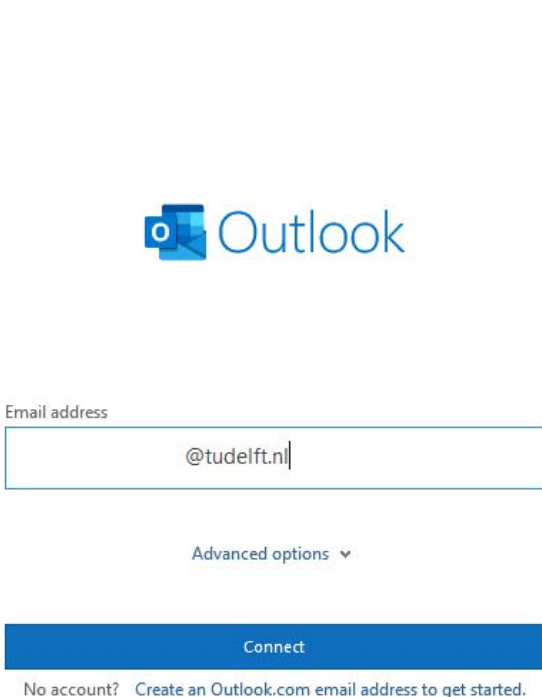 O Outlook
Email address
@tudelft.nl
Advanced options
Connect
No account? Create an Outlook.com email address to get started.